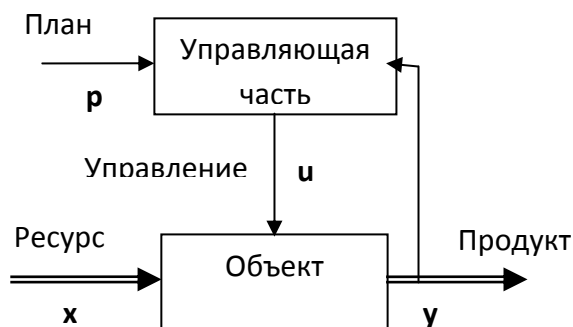 План
Управляющая
часть
p
Управление
u
Ресурс
Объект
Продукт
x
y